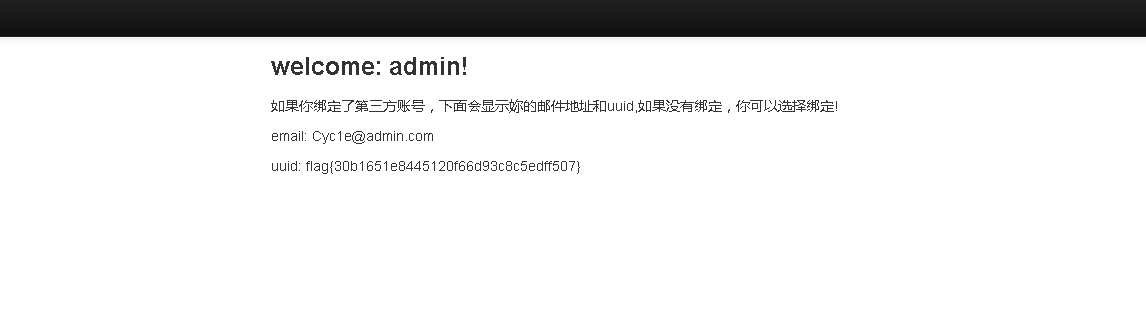 welcome: admin!
如果你绑定了第三方账号，下面会显示妳的邮件地址和uuid,如果没有绑定，你可以选择绑定!
email: Cyc1e@admin.com
uuid: flag{30b1651e8445120f66d93c8c5edff507}